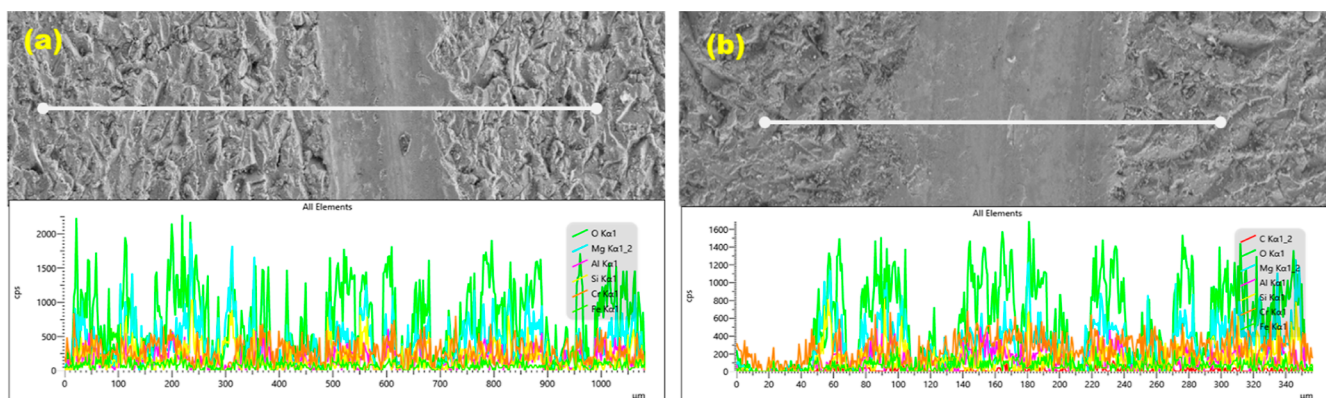 (a)
All Elements
2000
1500
1000
500
0
cps
O Kα1
Mg Kα1_2
Al Kα1
Si Kα1
Cr Kα1
Fe Kα1
0 100 200 300 400 500 600 700 800 900 1000
µm
(b)
All Elements
1600
1400
1200
1000
800
600
400
200
0
cps
C Kα1_2
O Kα1
Mg Kα1_2
Al Kα1
Si Kα1
Cr Kα1
Fe Kα1
0 20 40 60 80 100 120 140 160 180 200 220 240 260 280 300 320 340
µm